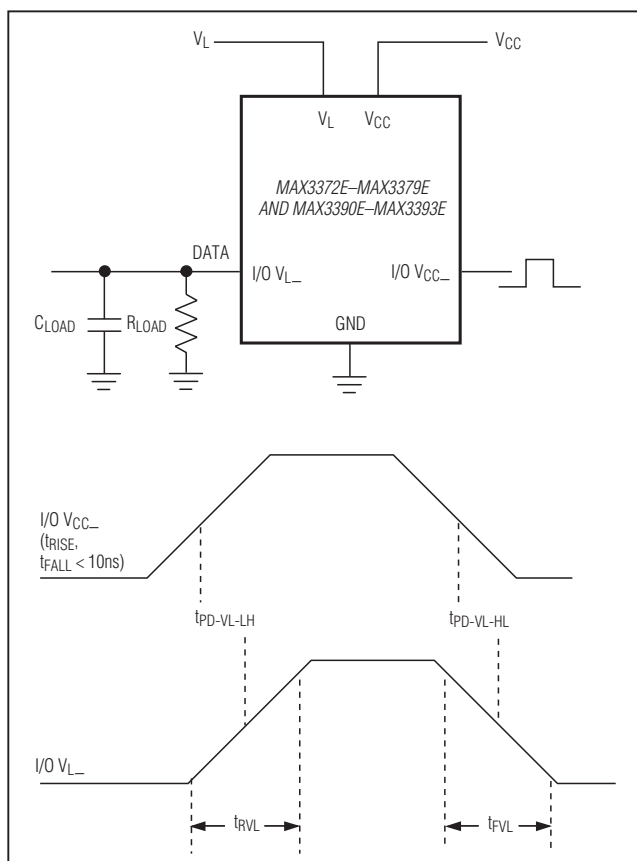 VL VCC
VL VCC
MAX3372E–MAX3379E
AND MAX3390E–MAX3393E
DATA
I/O VL_ I/O VCC_
CLOAD RLOAD
GND
I/O VCC_
(tRISE,
tFALL < 10ns)
tPD-VL-LH tPD-VL-HL
I/O VL_
tRVL tFVL